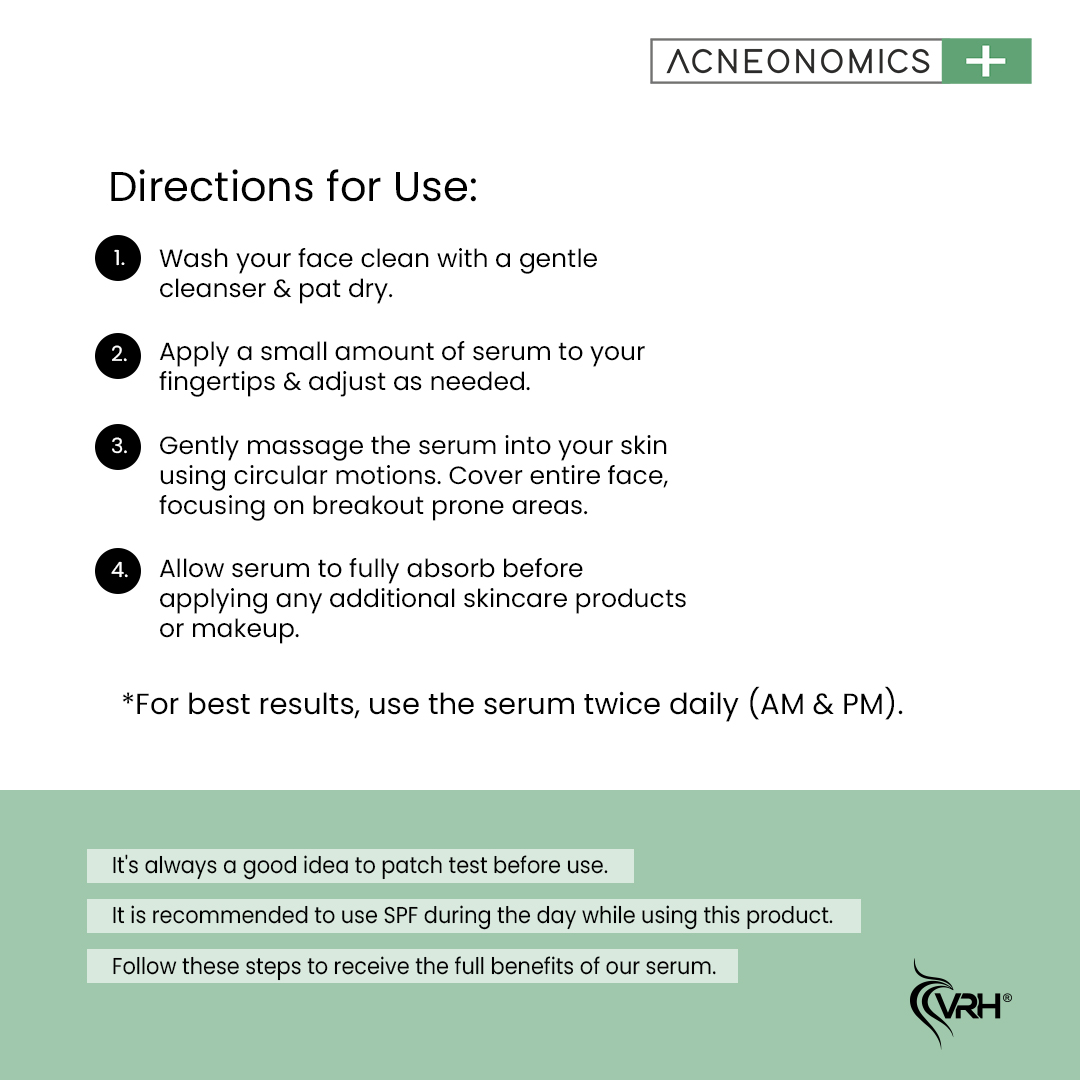 ACNEONOMICS +
Directions for Use:
1. Wash your face clean with a gentle
cleanser & pat dry.
2. Apply a small amount of serum to your
fingertips & adjust as needed.
3. Gently massage the serum into your skin
using circular motions. Cover entire face,
focusing on breakout prone areas.
4. Allow serum to fully absorb before
applying any additional skincare products
or makeup.
*For best results, use the serum twice daily (AM & PM).
It's always a good idea to patch test before use.
It is recommended to use SPF during the day while using this product.
Follow these steps to receive the full benefits of our serum.
VRH®